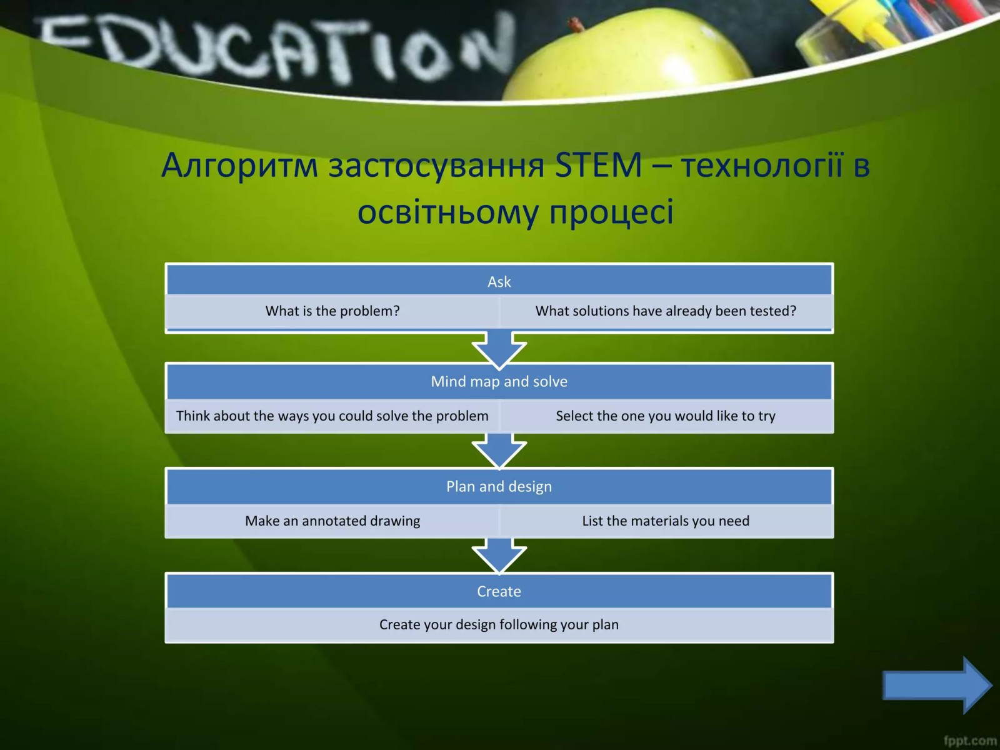 EDUCATION
Алгоритм застосування STEM – технології в
освітньому процесі
Ask
What is the problem?
What solutions have already been tested?
Mind map and solve
Think about the ways you could solve the problem
Select the one you would like to try
Plan and design
Make an annotated drawing
List the materials you need
Create
Create your design following your plan
fppt.com